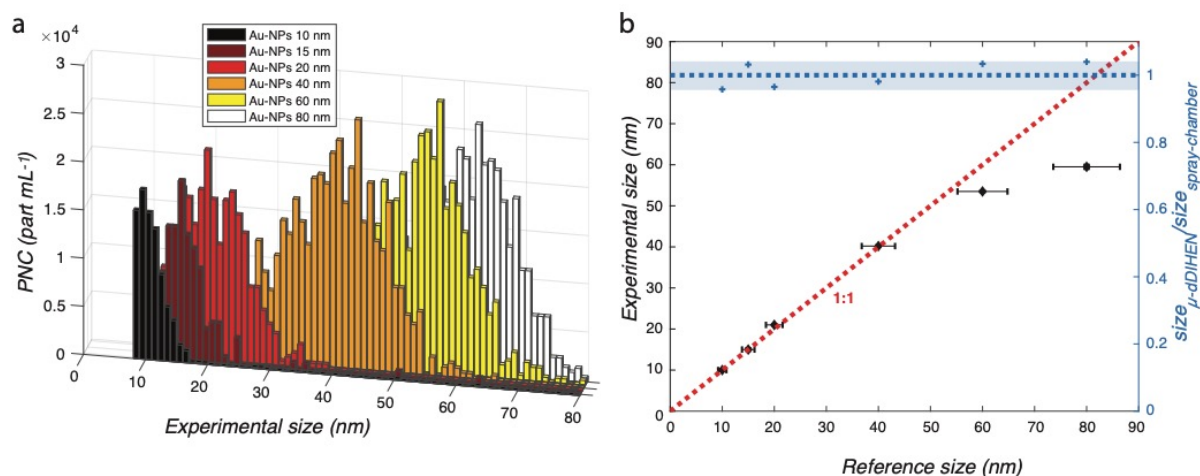 a
×10⁴
3
2.5
2
1.5
1
0.5
0
PNC (part mL-1)
Au-NPs 10 nm
Au-NPs 15 nm
Au-NPs 20 nm
Au-NPs 40 nm
Au-NPs 60 nm
Au-NPs 80 nm
0 10 20 30 40 50 60 70 80
Experimental size (nm)
b
90
80
70
60
50
40
30
20
10
0
Experimental size (nm)
1:1
0 10 20 30 40 50 60 70 80 90
Reference size (nm)
1
0.8
0.6
0.4
0.2
0
size μ-dDIHEN/size spray-chamber